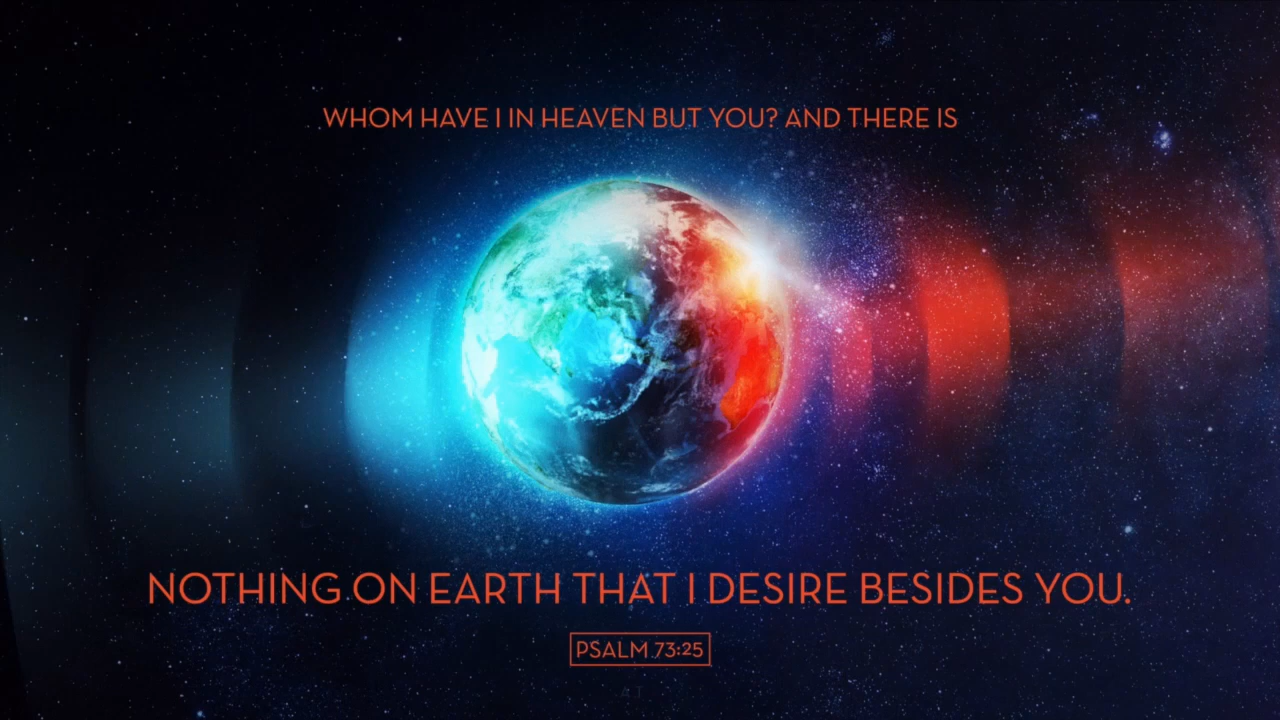 WHOM HAVE I IN HEAVEN BUT YOU? AND THERE IS
NOTHING ON EARTH THAT I DESIRE BESIDES YOU.
PSALM 73:25